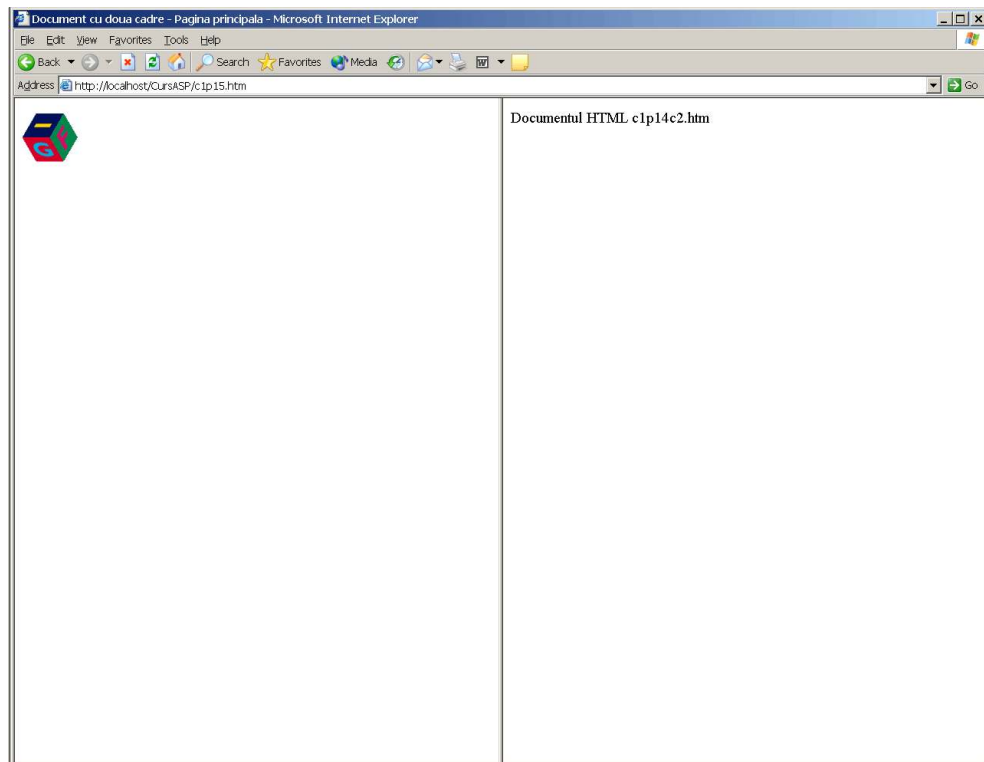 Document cu doua cadre - Pagina principala - Microsoft Internet Explorer
File Edit View Favorites Tools Help
Back Search Favorites Media W
Address http://localhost/CursASP/c1p15.htm Go
I G F
Documentul HTML c1p14c2.htm